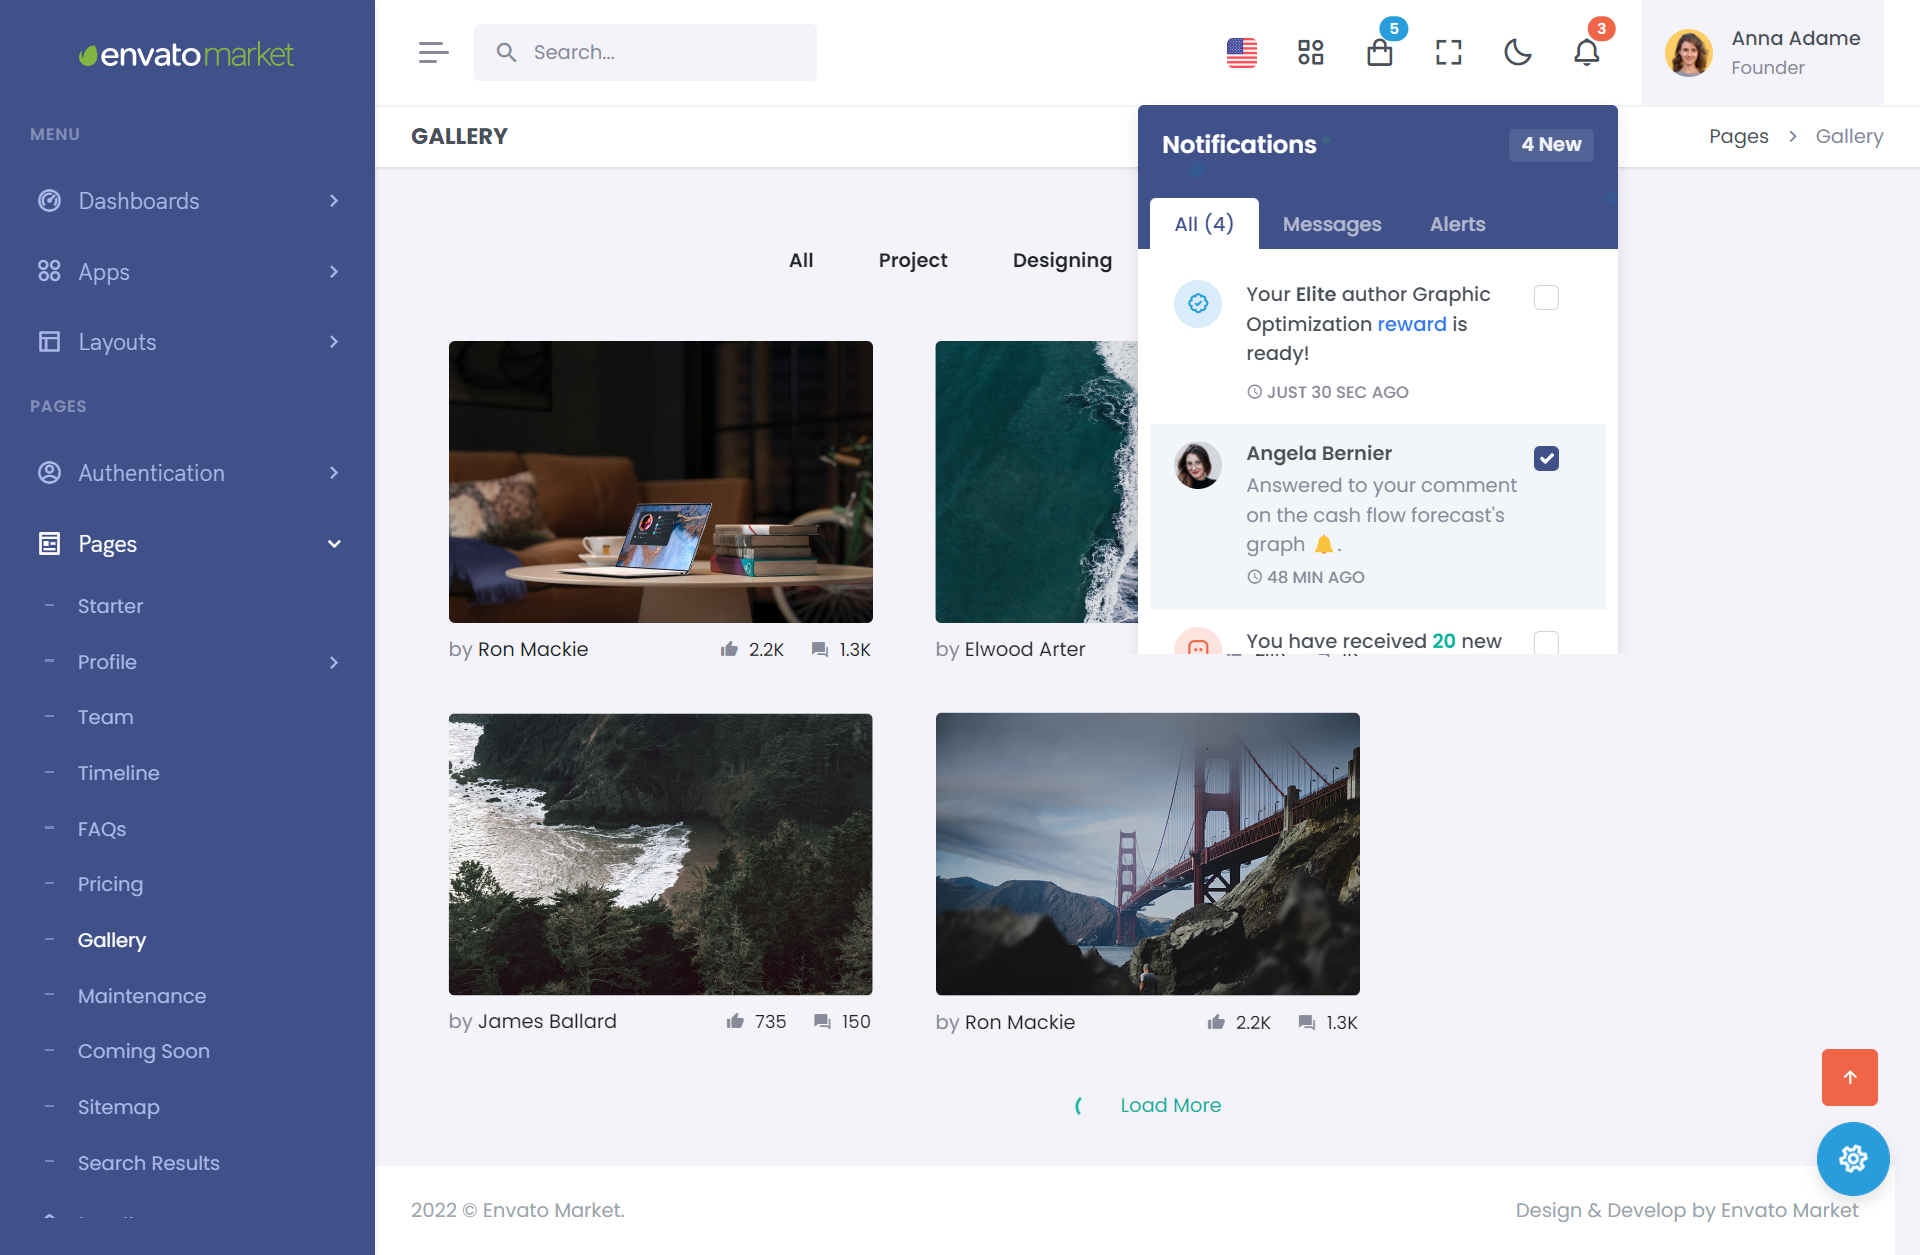 envato market
MENU
Dashboards
Apps
Layouts
PAGES
Authentication
Pages
Starter
Profile
Team
Timeline
FAQs
Pricing
Gallery
Maintenance
Coming Soon
Sitemap
Search Results
Search...
5
3
Anna Adame
Founder
GALLERY
Pages > Gallery
All Project Designing
Notifications
4 New
All (4) Messages Alerts
Your Elite author Graphic
Optimization reward is
ready!
JUST 30 SEC AGO
Angela Bernier
Answered to your comment
on the cash flow forecast's
graph 🔔.
48 MIN AGO
You have received 20 new
by Ron Mackie 2.2K 1.3K
by Elwood Arter
by James Ballard 735 150
by Ron Mackie 2.2K 1.3K
Load More
2022 © Envato Market.
Design & Develop by Envato Market